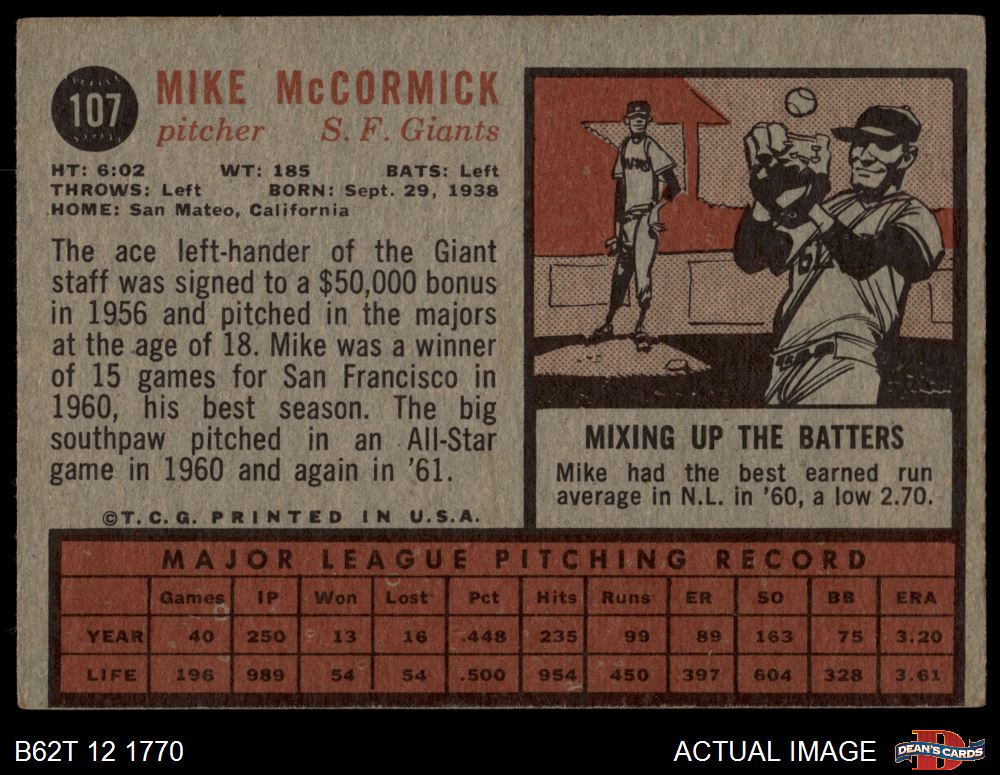 107
MIKE McCORMICK
pitcher S. F. Giants
HT: 6:02 WT: 185 BATS: Left
THROWS: Left BORN: Sept. 29, 1938
HOME: San Mateo, California
The ace left-hander of the Giant
staff was signed to a $50,000 bonus
in 1956 and pitched in the majors
at the age of 18. Mike was a winner
of 15 games for San Francisco in
1960, his best season. The big
southpaw pitched in an All-Star
game in 1960 and again in '61.
©T. C. G. PRINTED IN U.S.A.
MIXING UP THE BATTERS
Mike had the best earned run
average in N.L. in '60, a low 2.70.
MAJOR LEAGUE PITCHING RECORD
Games IP Won Lost Pct Hits Runs ER SO BB ERA
YEAR 40 250 13 16 .448 235 99 89 163 75 3.20
LIFE 196 989 54 54 .500 954 450 397 604 328 3.61
B62T 12 1770
ACTUAL IMAGE
DEAN'S CARDS